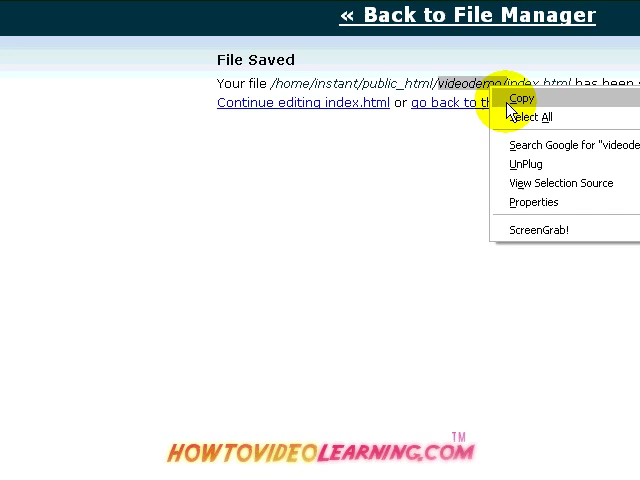 « Back to File Manager
File Saved
Your file /home/instant/public_html/videodemo/index.html has been
Continue editing index.html or go back to th
Copy
Select All
Search Google for "videode
UnPlug
View Selection Source
Properties
ScreenGrab!
TM
HOWTOVIDEOLEARNING.COM